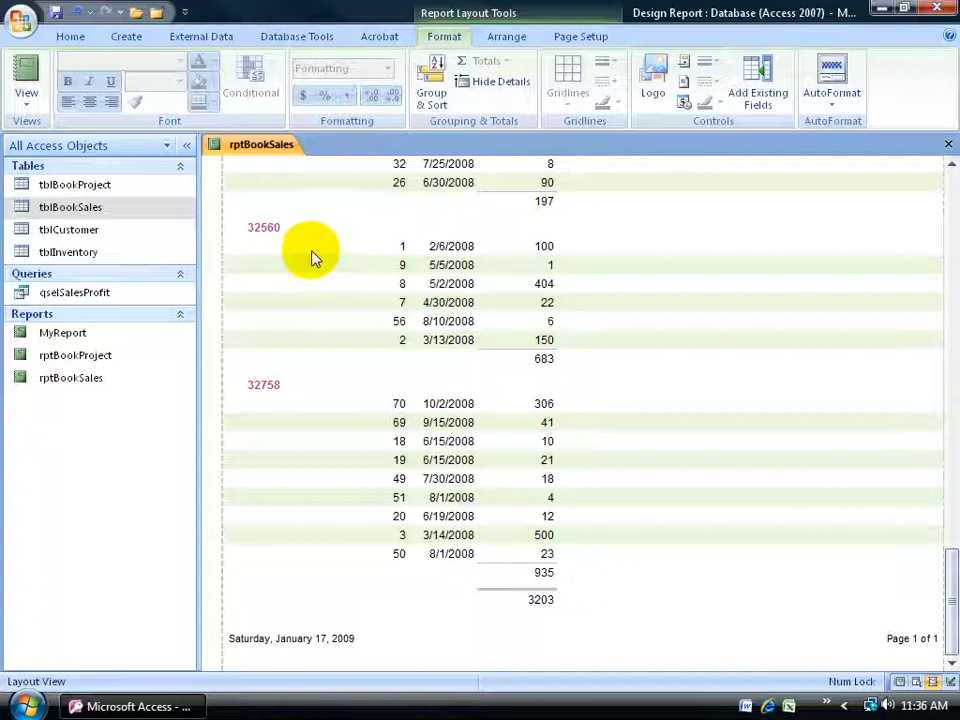 Report Layout Tools
Design Report : Database (Access 2007) - M...
Home Create External Data Database Tools Acrobat Format Arrange Page Setup
View
Views
B I U
Conditional
Font
Formatting
$ % ,
Formatting
Group & Sort
Totals
Hide Details
Grouping & Totals
Gridlines
Gridlines
Logo
Add Existing Fields
Controls
AutoFormat
AutoFormat
All Access Objects
Tables
tblBookProject
tblBookSales
tblCustomer
tblInventory
Queries
qselSalesProfit
Reports
MyReport
rptBookProject
rptBookSales
rptBookSales
32 7/25/2008 8
26 6/30/2008 90
197
32560
1 2/6/2008 100
9 5/5/2008 1
8 5/2/2008 404
7 4/30/2008 22
56 8/10/2008 6
2 3/13/2008 150
683
32758
70 10/2/2008 306
69 9/15/2008 41
18 6/15/2008 10
19 6/15/2008 21
49 7/30/2008 18
51 8/1/2008 4
20 6/19/2008 12
3 3/14/2008 500
50 8/1/2008 23
935
3203
Saturday, January 17, 2009 Page 1 of 1
Layout View Num Lock
Microsoft Access - ...
11:36 AM